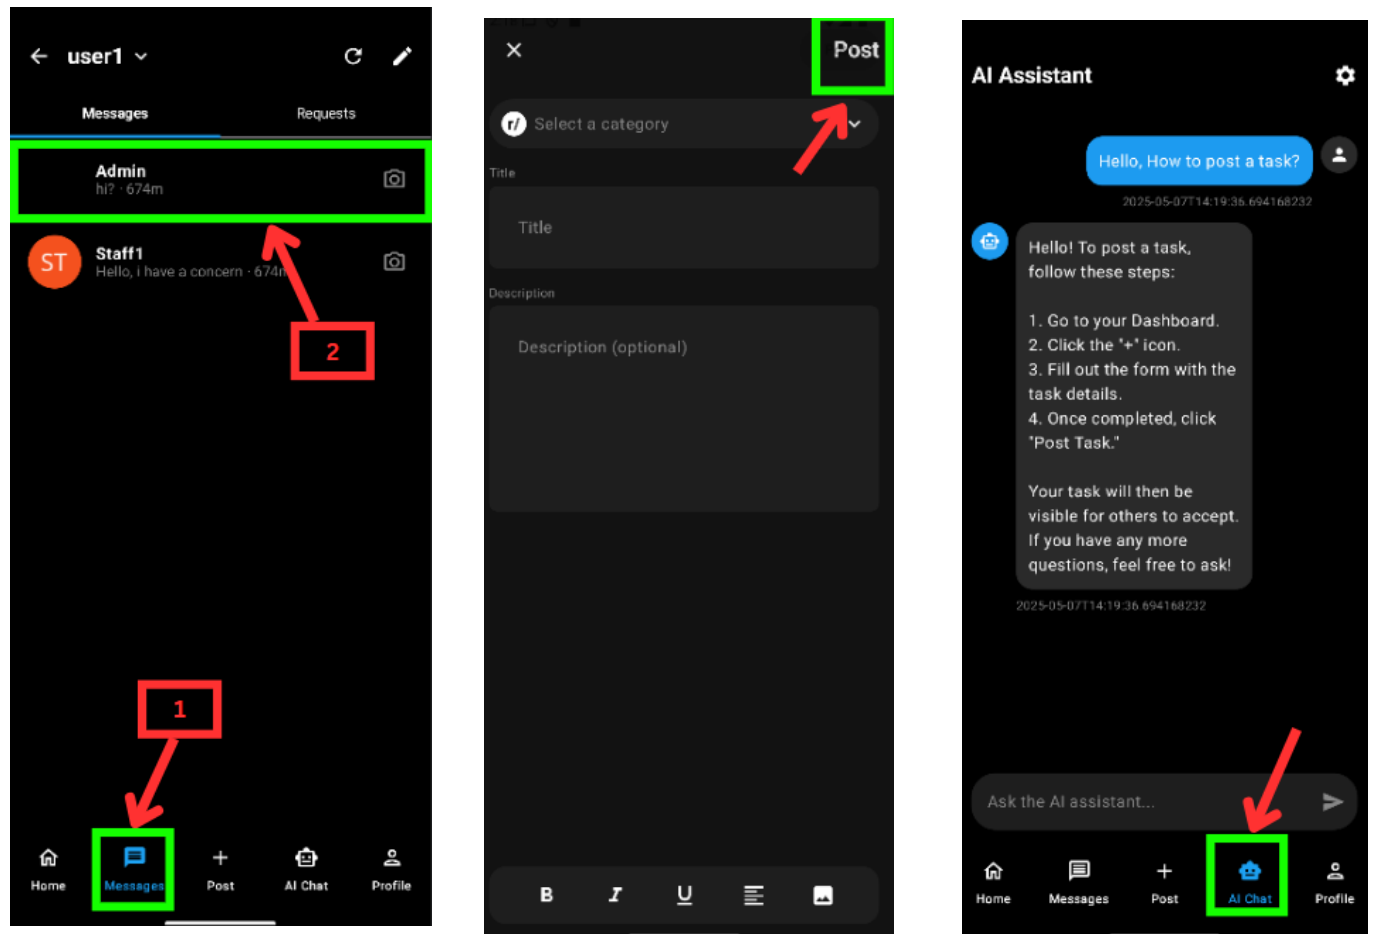 user1
Messages
Requests
Admin
hi? · 674m
ST
Staff1
Hello, i have a concern · 674m
2
1
Home
Messages
Post
AI Chat
Profile
Post
r/ Select a category
Title
Title
Description
Description (optional)
B I U
AI Assistant
Hello, How to post a task?
2025-05-07T14:19:36.694168232
Hello! To post a task,
follow these steps:
1. Go to your Dashboard.
2. Click the "+" icon.
3. Fill out the form with the
task details.
4. Once completed, click
"Post Task."
Your task will then be
visible for others to accept.
If you have any more
questions, feel free to ask!
2025-05-07T14:19:36.694168232
Ask the AI assistant...
Home
Messages
Post
AI Chat
Profile